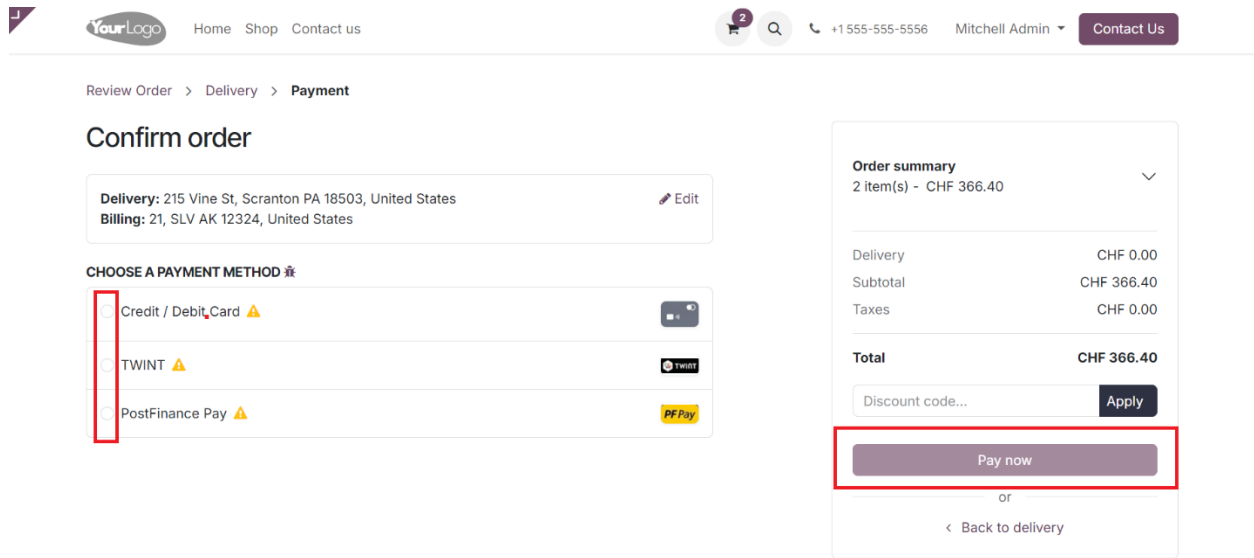 YourLogo Home Shop Contact us 2 +1 555-555-5556 Mitchell Admin Contact Us
Review Order > Delivery > Payment
Confirm order
Delivery: 215 Vine St, Scranton PA 18503, United States Edit
Billing: 21, SLV AK 12324, United States
CHOOSE A PAYMENT METHOD
Credit / Debit Card
TWINT TWINT
PostFinance Pay PF Pay
Order summary
2 item(s) - CHF 366.40
Delivery CHF 0.00
Subtotal CHF 366.40
Taxes CHF 0.00
Total CHF 366.40
Discount code... Apply
Pay now
or
< Back to delivery